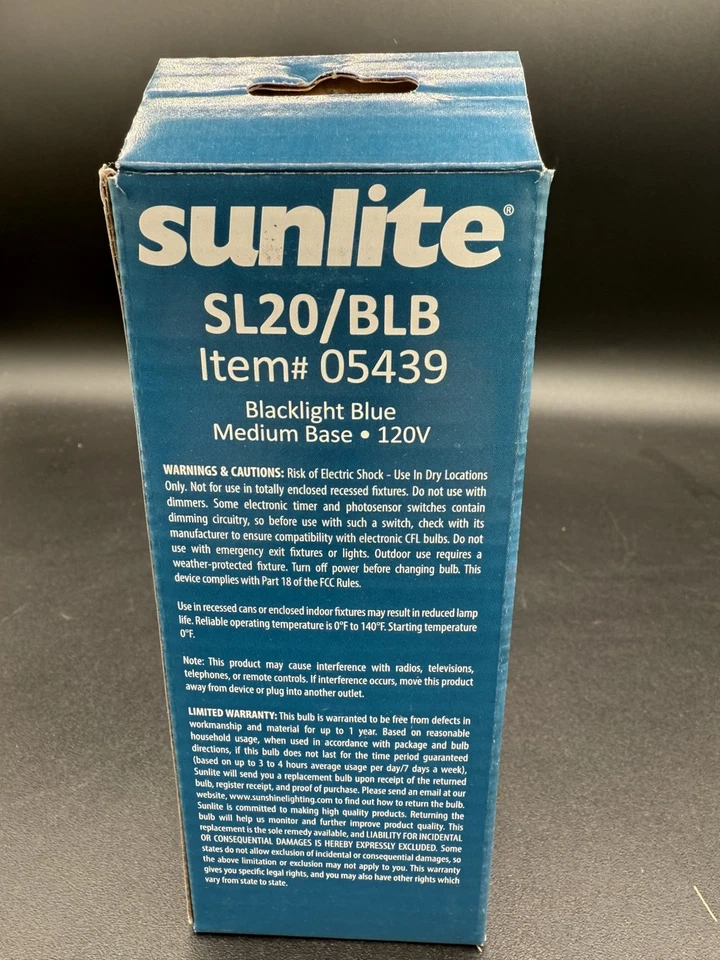 sunlite®
SL20/BLB
Item# 05439
Blacklight Blue
Medium Base • 120V
WARNINGS & CAUTIONS: Risk of Electric Shock - Use In Dry Locations
Only. Not for use in totally enclosed recessed fixtures. Do not use with
dimmers. Some electronic timer and photosensor switches contain
dimming circuitry, so before use with such a switch, check with its
manufacturer to ensure compatibility with electronic CFL bulbs. Do not
use with emergency exit fixtures or lights. Outdoor use requires a
weather-protected fixture. Turn off power before changing bulb. This
device complies with Part 18 of the FCC Rules.
Use in recessed cans or enclosed indoor fixtures may result in reduced lamp
life. Reliable operating temperature is 0°F to 140°F. Starting temperature
0°F.
Note: This product may cause interference with radios, televisions,
telephones, or remote controls. If interference occurs, move this product
away from device or plug into another outlet.
LIMITED WARRANTY: This bulb is warranted to be free from defects in
workmanship and material for up to 1 year. Based on reasonable
household usage, when used in accordance with package and bulb
directions, if this bulb does not last for the time period guaranteed
(based on up to 3 to 4 hours average usage per day/7 days a week),
Sunlite will send you a replacement bulb upon receipt of the returned
bulb, register receipt, and proof of purchase. Please send an email at our
website, www.sunshinelighting.com to find out how to return the bulb.
Sunlite is committed to making high quality products. Returning the
bulb will help us monitor and further improve product quality. This
replacement is the sole remedy available, and LIABILITY FOR INCIDENTAL
OR CONSEQUENTIAL DAMAGES IS HEREBY EXPRESSLY EXCLUDED. Some
states do not allow exclusion of incidental or consequential damages, so
the above limitation or exclusion may not apply to you. This warranty
gives you specific legal rights, and you may also have other rights which
vary from state to state.